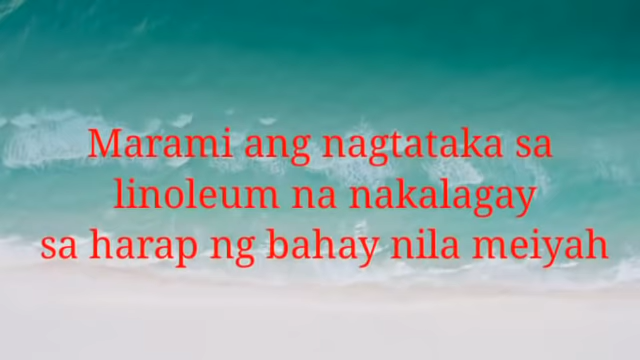 Marami ang nagtataka sa
linoleum na nakalagay
sa harap ng bahay nila meiyah